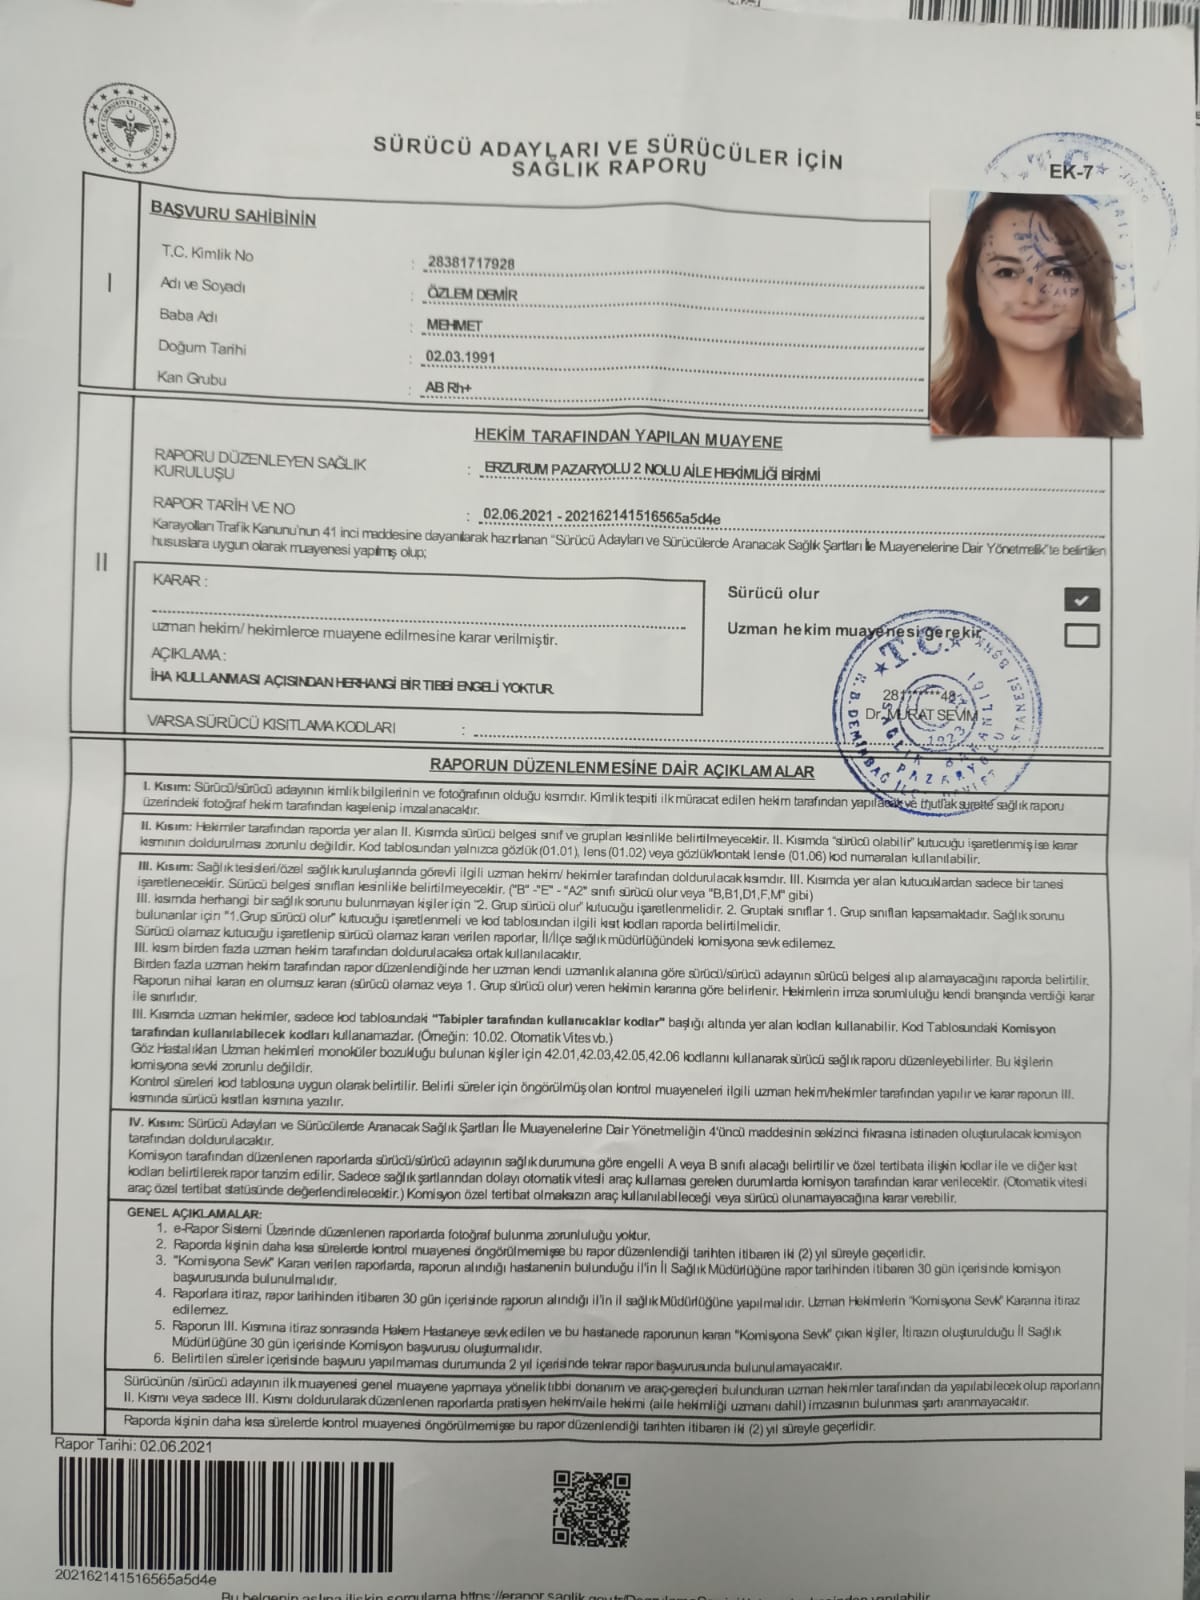 SÜRÜCÜ ADAYLARI VE SÜRÜCÜLER İÇİN
SAĞLIK RAPORU
EK-7
I
BAŞVURU SAHİBİNİN
T.C. Kimlik No : 28381717928
Adı ve Soyadı : ÖZLEM DEMİR
Baba Adı : MEHMET
Doğum Tarihi : 02.03.1991
Kan Grubu : AB Rh+
II
HEKİM TARAFINDAN YAPILAN MUAYENE
RAPORU DÜZENLEYEN SAĞLIK
KURULUŞU : ERZURUM PAZARYOLU 2 NOLU AİLE HEKİMLİĞİ BİRİMİ
RAPOR TARİH VE NO : 02.06.2021 - 202162141516565a5d4e
Karayolları Trafik Kanunu'nun 41 inci maddesine dayanılarak hazırlanan "Sürücü Adayları ve Sürücülerde Aranacak Sağlık Şartları İle Muayenelerine Dair Yönetmelik"te belirtilen
hususlara uygun olarak muayenesi yapılmış olup;
KARAR :
uzman hekim/ hekimlerce muayene edilmesine karar verilmiştir.
AÇIKLAMA :
İHA KULLANMASI AÇISINDAN HERHANGİ BİR TIBBİ ENGELİ YOKTUR.
Sürücü olur
Uzman hekim muayenesi gerekir
T.C.
281******48
Dr. MURAT SEVİM
1923
PAZARYOLU
VARSA SÜRÜCÜ KISITLAMA KODLARI :
RAPORUN DÜZENLENMESİNE DAİR AÇIKLAMALAR
I. Kısım: Sürücü/sürücü adayının kimlik bilgilerinin ve fotoğrafının olduğu kısımdır. Kimlik tespiti ilk müracat edilen hekim tarafından yapılacak ve mutlak surette sağlık raporu
üzerindeki fotoğraf hekim tarafından kaşelenip imzalanacaktır.
II. Kısım: Hekimler tarafından raporda yer alan II. Kısımda sürücü belgesi sınıf ve grupları kesinlikle belirtilmeyecektir. II. Kısımda "sürücü olabilir" kutucuğu işaretlenmiş ise karar
kısmının doldurulması zorunlu değildir. Kod tablosundan yalnızca gözlük (01.01), lens (01.02) veya gözlük/kontakt lensle (01.06) kod numaraları kullanılabilir.
III. Kısım: Sağlık tesisleri/özel sağlık kuruluşlarında görevli ilgili uzman hekim/ hekimler tarafından doldurulacak kısımdır. III. Kısımda yer alan kutucuklardan sadece bir tanesi
işaretlenecektir. Sürücü belgesi sınıfları kesinlikle belirtilmeyecektir. ("B" -"E" - "A2" sınıfı sürücü olur veya "B,B1,D1,F,M" gibi)
III. kısımda herhangi bir sağlık sorunu bulunmayan kişiler için "2. Grup sürücü olur" kutucuğu işaretlenmelidir. 2. Gruptaki sınıflar 1. Grup sınıfları kapsamaktadır. Sağlık sorunu
bulunanlar için "1.Grup sürücü olur" kutucuğu işaretlenmeli ve kod tablosundan ilgili kısıt kodları raporda belirtilmelidir.
Sürücü olamaz kutucuğu işaretlenip sürücü olamaz kararı verilen raporlar, İl/İlçe sağlık müdürlüğündeki komisyona sevk edilemez.
III. kısım birden fazla uzman hekim tarafından doldurulacaksa ortak kullanılacaktır.
Birden fazla uzman hekim tarafından rapor düzenlendiğinde her uzman kendi uzmanlık alanına göre sürücü/sürücü adayının sürücü belgesi alıp alamayacağını raporda belirtilir.
Raporun nihai kararı en olumsuz kararı (sürücü olamaz veya 1. Grup sürücü olur) veren hekimin kararına göre belirlenir. Hekimlerin imza sorumluluğu kendi branşında verdiği karar
ile sınırlıdır.
III. Kısımda uzman hekimler, sadece kod tablosundaki "Tabipler tarafından kullanıcaklar kodlar" başlığı altında yer alan kodları kullanabilir. Kod Tablosundaki Komisyon
tarafından kullanılabilecek kodları kullanamazlar. (Örneğin: 10.02. Otomatik Vites vb.)
Göz Hastalıkları Uzman hekimleri monoküler bozukluğu bulunan kişiler için 42.01,42.03,42.05,42.06 kodlarını kullanarak sürücü sağlık raporu düzenleyebilirler. Bu kişilerin
komisyona sevki zorunlu değildir.
Kontrol süreleri kod tablosuna uygun olarak belirtilir. Belirli süreler için öngörülmüş olan kontrol muayeneleri ilgili uzman hekim/hekimler tarafından yapılır ve karar raporun III.
kısmında sürücü kısıtları kısmına yazılır.
IV. Kısım: Sürücü Adayları ve Sürücülerde Aranacak Sağlık Şartları İle Muayenelerine Dair Yönetmeliğin 4'üncü maddesinin sekizinci fıkrasına istinaden oluşturulacak komisyon
tarafından doldurulacaktır.
Komisyon tarafından düzenlenen raporlarda sürücü/sürücü adayının sağlık durumuna göre engelli A veya B sınıfı alacağı belirtilir ve özel tertibata ilişkin kodlar ile ve diğer kısıt
kodları belirtilerek rapor tanzim edilir. Sadece sağlık şartlarından dolayı otomatik vitesli araç kullaması gereken durumlarda komisyon tarafından karar verilecektir. (Otomatik vitesli
araç özel tertibat statüsünde değerlendirelecektir.) Komisyon özel tertibat olmaksızın araç kullanılabileceği veya sürücü olunamayacağına karar verebilir.
GENEL AÇIKLAMALAR:
1. e-Rapor Sistemi Üzerinde düzenlenen raporlarda fotoğraf bulunma zorunluluğu yoktur.
2. Raporda kişinin daha kısa sürelerde kontrol muayenesi öngörülmemişse bu rapor düzenlendiği tarihten itibaren iki (2) yıl süreyle geçerlidir.
3. "Komisyona Sevk" Kararı verilen raporlarda, raporun alındığı hastanenin bulunduğu il'in İl Sağlık Müdürlüğüne rapor tarihinden itibaren 30 gün içerisinde komisyon
başvurusunda bulunulmalıdır.
4. Raporlara itiraz, rapor tarihinden itibaren 30 gün içerisinde raporun alındığı il'in il sağlık Müdürlüğüne yapılmalıdır. Uzman Hekimlerin "Komisyona Sevk" Kararına itiraz
edilemez.
5. Raporun III. Kısmına itiraz sonrasında Hakem Hastaneye sevk edilen ve bu hastanede raporunun kararı "Komisyona Sevk" çıkan kişiler, İtirazın oluşturulduğu İl Sağlık
Müdürlüğüne 30 gün içerisinde Komisyon başvurusu oluşturmalıdır.
6. Belirtilen süreler içerisinde başvuru yapılmaması durumunda 2 yıl içerisinde tekrar rapor başvurusunda bulunulamayacaktır.
Sürücünün /sürücü adayının ilk muayenesi genel muayene yapmaya yönelik tıbbi donanım ve araç-gereçleri bulunduran uzman hekimler tarafından da yapılabilecek olup raporların
II. Kısmı veya sadece III. Kısmı doldurularak düzenlenen raporlarda pratisyen hekim/aile hekimi (aile hekimliği uzmanı dahil) imzasının bulunması şartı aranmayacaktır.
Raporda kişinin daha kısa sürelerde kontrol muayenesi öngörülmemişse bu rapor düzenlendiği tarihten itibaren iki (2) yıl süreyle geçerlidir.
Rapor Tarihi: 02.06.2021
202162141516565a5d4e